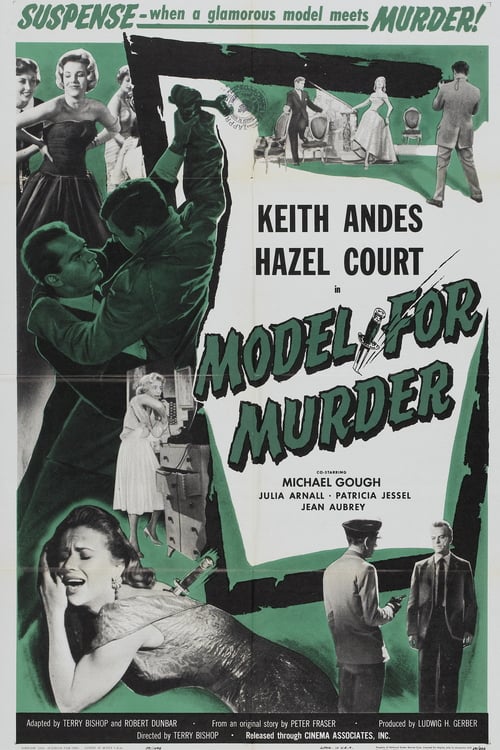 SUSPENSE-when a glamorous model meets MURDER!
KEITH ANDES
HAZEL COURT
in
MODEL FOR
MURDER
CO-STARRING
MICHAEL GOUGH
JULIA ARNALL · PATRICIA JESSEL
JEAN AUBREY
Adapted by TERRY BISHOP and ROBERT DUNBAR From an original story by PETER FRASER Produced by LUDWIG H. GERBER
Directed by TERRY BISHOP · Released through CINEMA ASSOCIATES, INC.